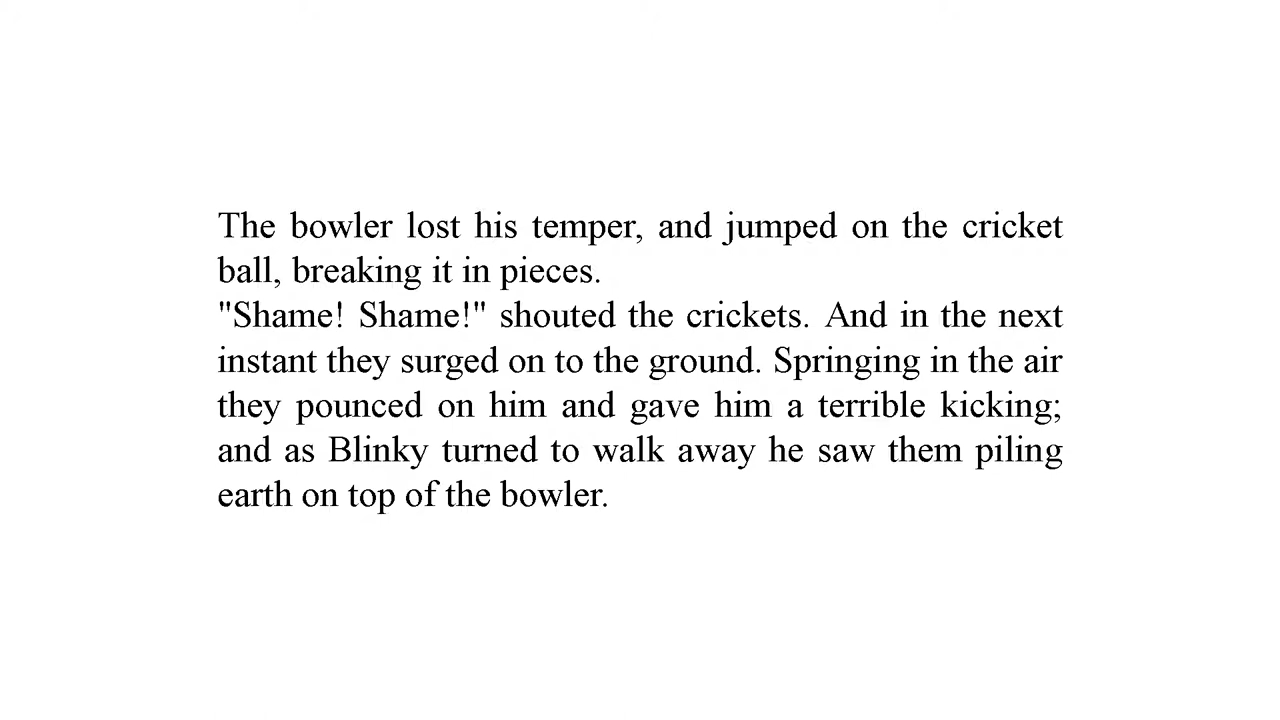 The bowler lost his temper, and jumped on the cricket
ball, breaking it in pieces.
"Shame! Shame!" shouted the crickets. And in the next
instant they surged on to the ground. Springing in the air
they pounced on him and gave him a terrible kicking;
and as Blinky turned to walk away he saw them piling
earth on top of the bowler.